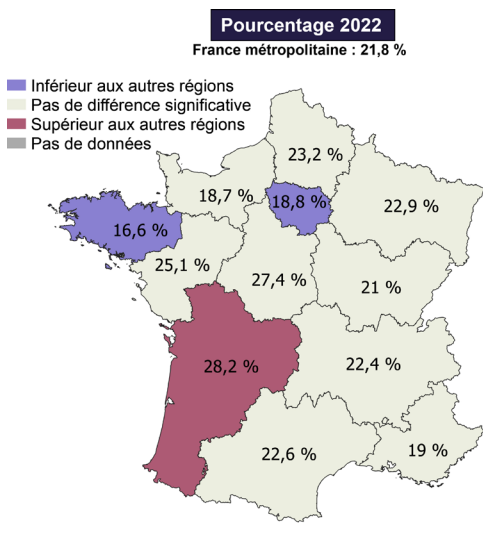 Pourcentage 2022
France métropolitaine : 21,8 %
Inférieur aux autres régions
Pas de différence significative
Supérieur aux autres régions
Pas de données
23,2 %
18,7 %
18,8 %
22,9 %
16,6 %
25,1 %
27,4 %
21 %
28,2 %
22,4 %
22,6 %
19 %